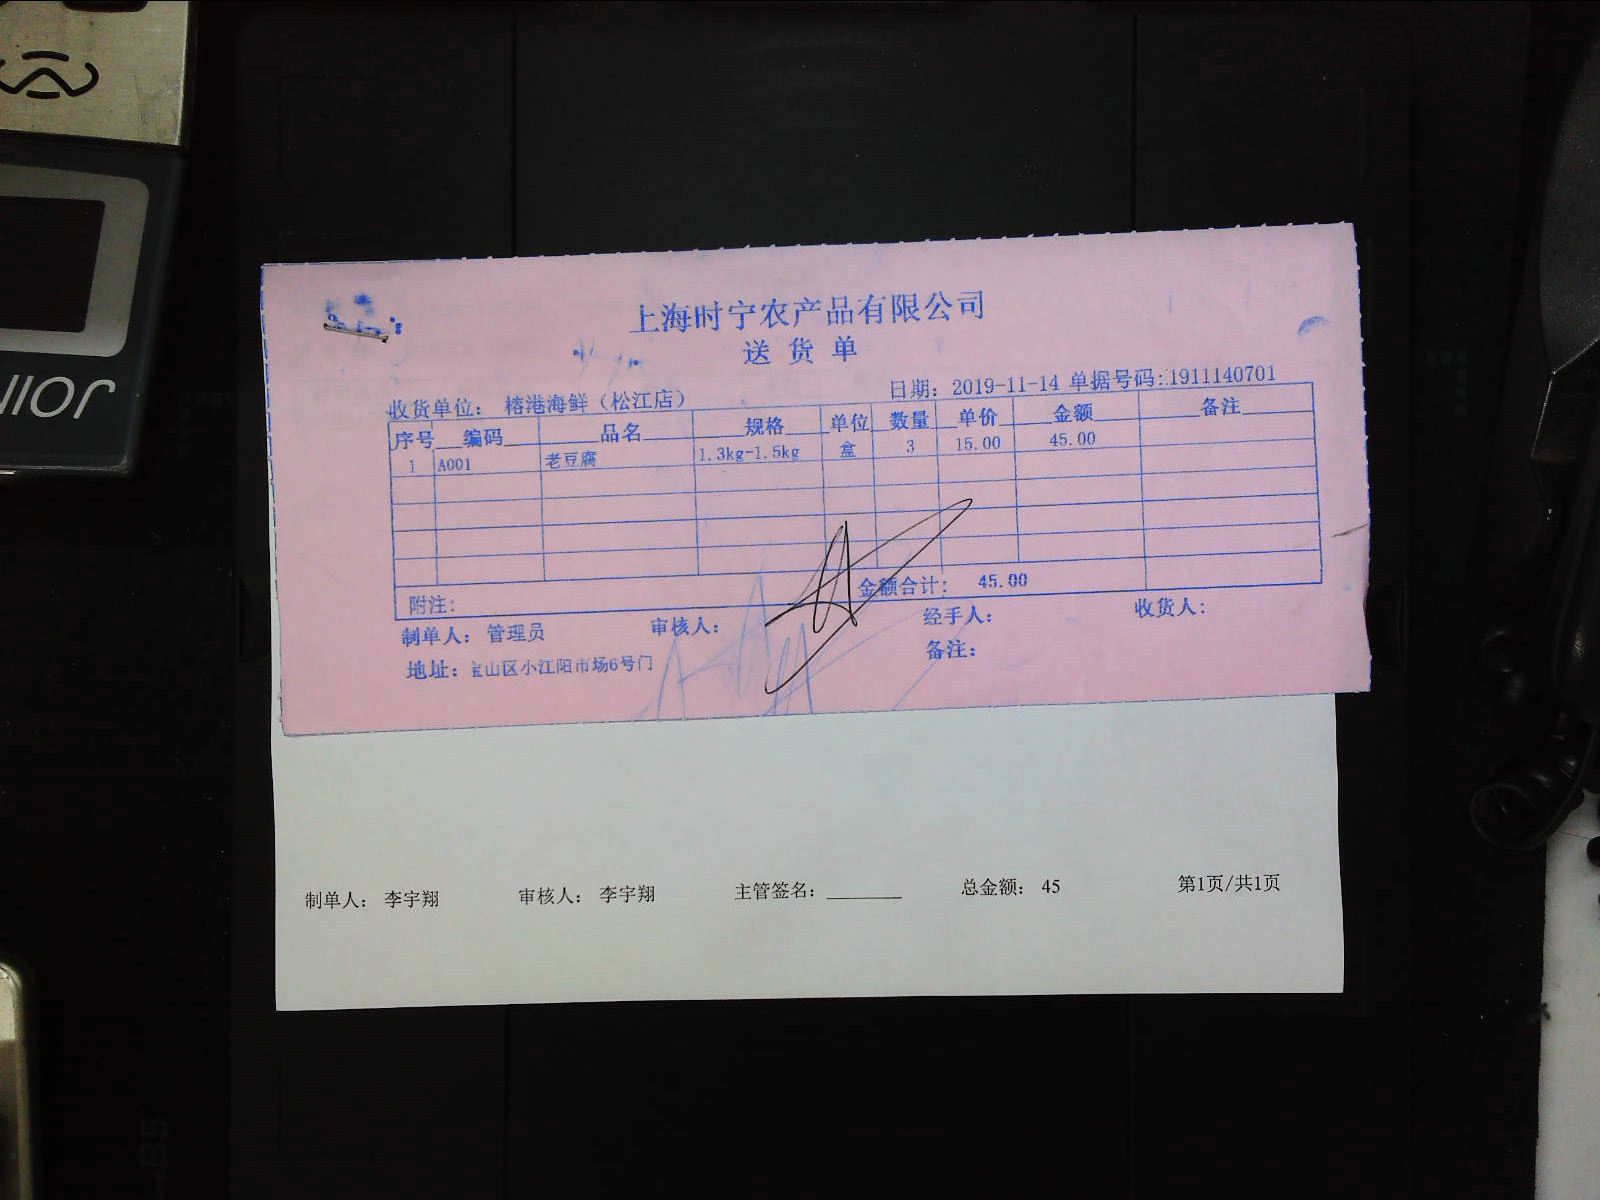 上海时宁农产品有限公司
送货单
收货单位： 榕港海鲜（松江店） 日期： 2019-11-14 单据号码：1911140701
序号 编码 品名 规格 单位 数量 单价 金额 备注
1 A001 老豆腐 1.3kg-1.5kg 盒 3 15.00 45.00
金额合计： 45.00
附注：
制单人： 管理员 审核人： 经手人： 收货人：
地址：宝山区小江阳市场6号门 备注：
制单人： 李宇翔 审核人： 李宇翔 主管签名：________ 总金额： 45 第1页/共1页